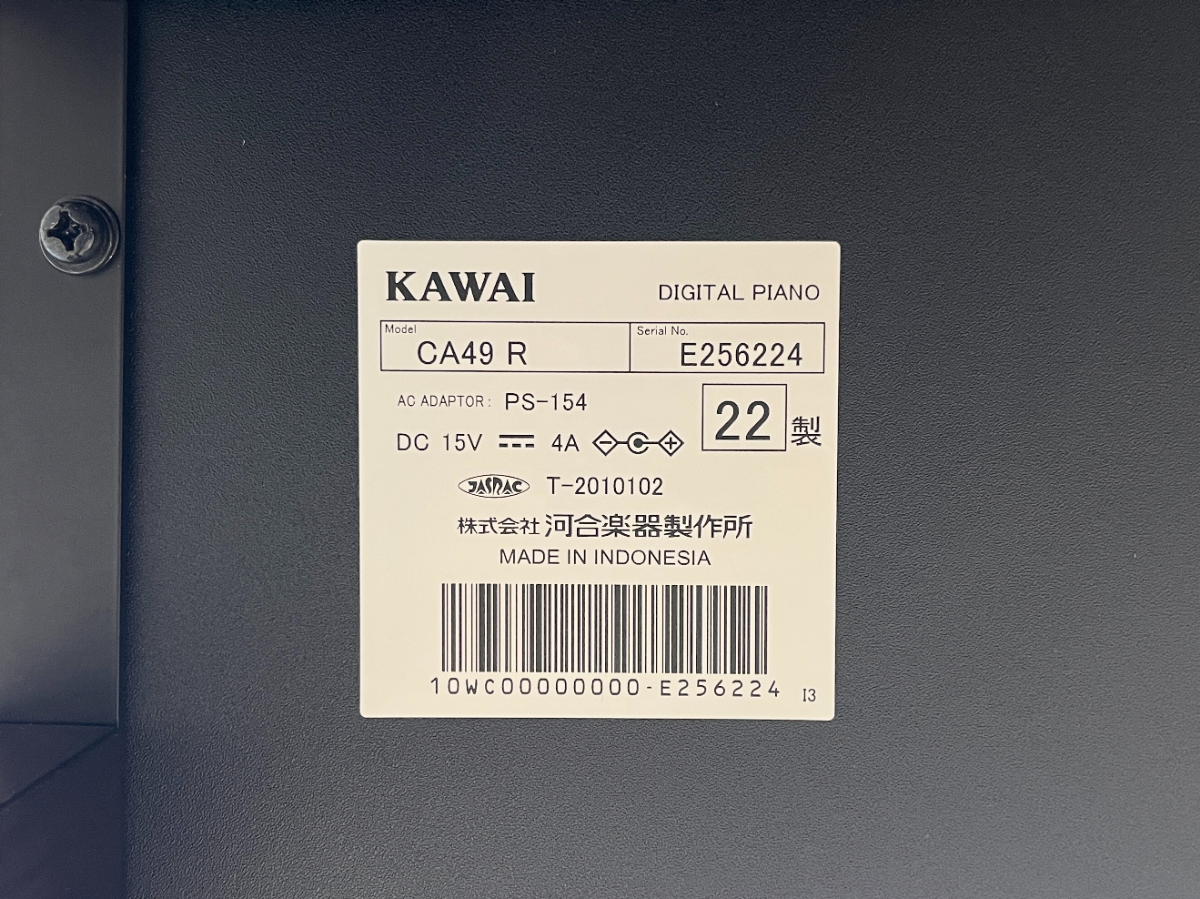 KAWAI DIGITAL PIANO
Model Serial No.
CA49 R E256224
AC ADAPTOR: PS-154
22 製
DC 15V 4A
JASRAC T-2010102
株式会社 河合楽器製作所
MADE IN INDONESIA
10WC00000000-E256224
I3